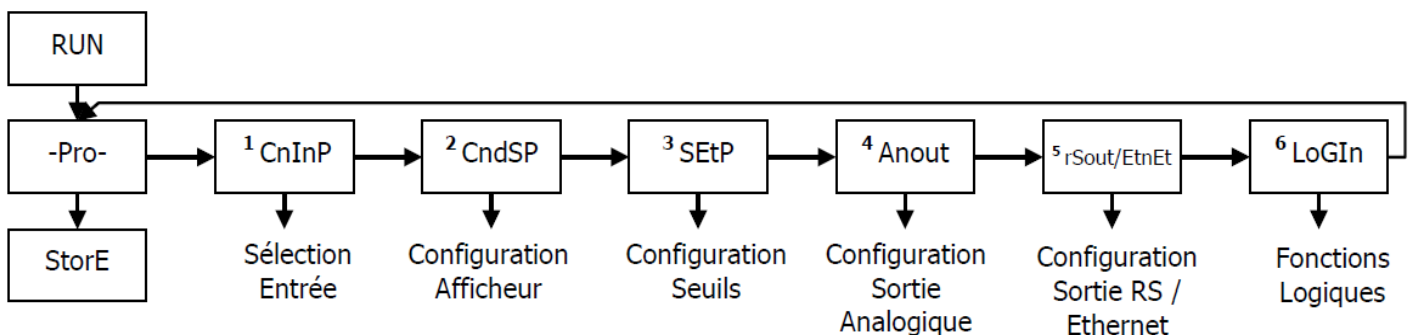 RUN
-Pro-
1 CnInP
2 CndSP
3 SEtP
4 Anout
5 rSout/EtnEt
6 LoGIn
StorE
Sélection
Entrée
Configuration
Afficheur
Configuration
Seuils
Configuration
Sortie
Analogique
Configuration
Sortie RS /
Ethernet
Fonctions
Logiques